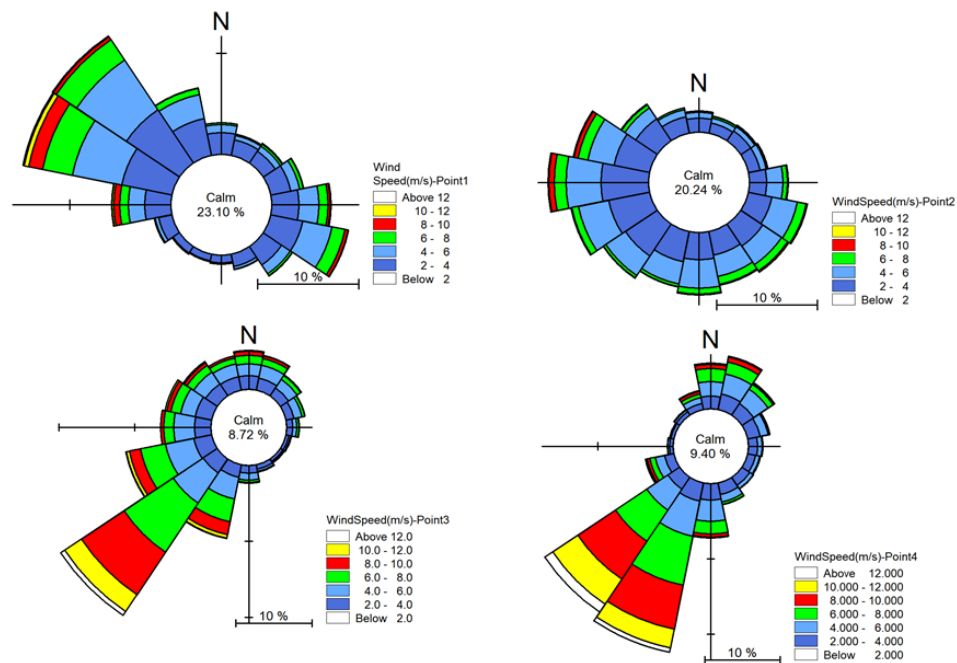 N
Calm
23.10 %
Wind
Speed(m/s)-Point1
Above 12
10 - 12
8 - 10
6 - 8
4 - 6
2 - 4
Below 2
10 %
N
Calm
20.24 %
WindSpeed(m/s)-Point2
Above 12
10 - 12
8 - 10
6 - 8
4 - 6
2 - 4
Below 2
10 %
N
Calm
8.72 %
WindSpeed(m/s)-Point3
Above 12.0
10.0 - 12.0
8.0 - 10.0
6.0 - 8.0
4.0 - 6.0
2.0 - 4.0
Below 2.0
10 %
N
Calm
9.40 %
WindSpeed(m/s)-Point4
Above 12.000
10.000 - 12.000
8.000 - 10.000
6.000 - 8.000
4.000 - 6.000
2.000 - 4.000
Below 2.000
10 %